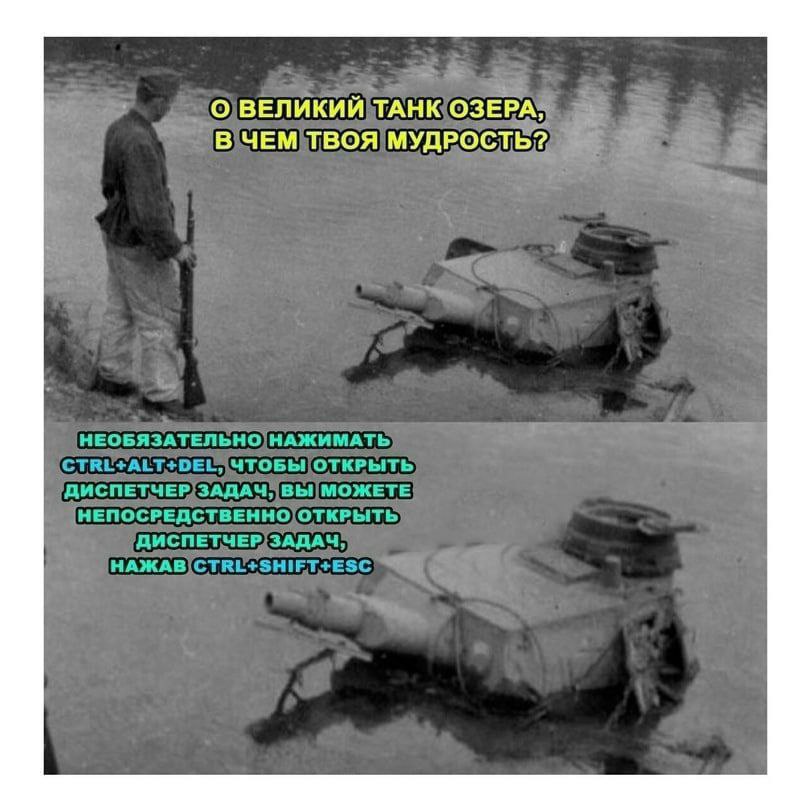 О ВЕЛИКИЙ ТАНК ОЗЕРА,
В ЧЕМ ТВОЯ МУДРОСТЬ?
НЕОБЯЗАТЕЛЬНО НАЖИМАТЬ
CTRL+ALT+DEL, ЧТОБЫ ОТКРЫТЬ
ДИСПЕТЧЕР ЗАДАЧ, ВЫ МОЖЕТЕ
НЕПОСРЕДСТВЕННО ОТКРЫТЬ
ДИСПЕТЧЕР ЗАДАЧ,
НАЖАВ CTRL+SHIFT+ESC